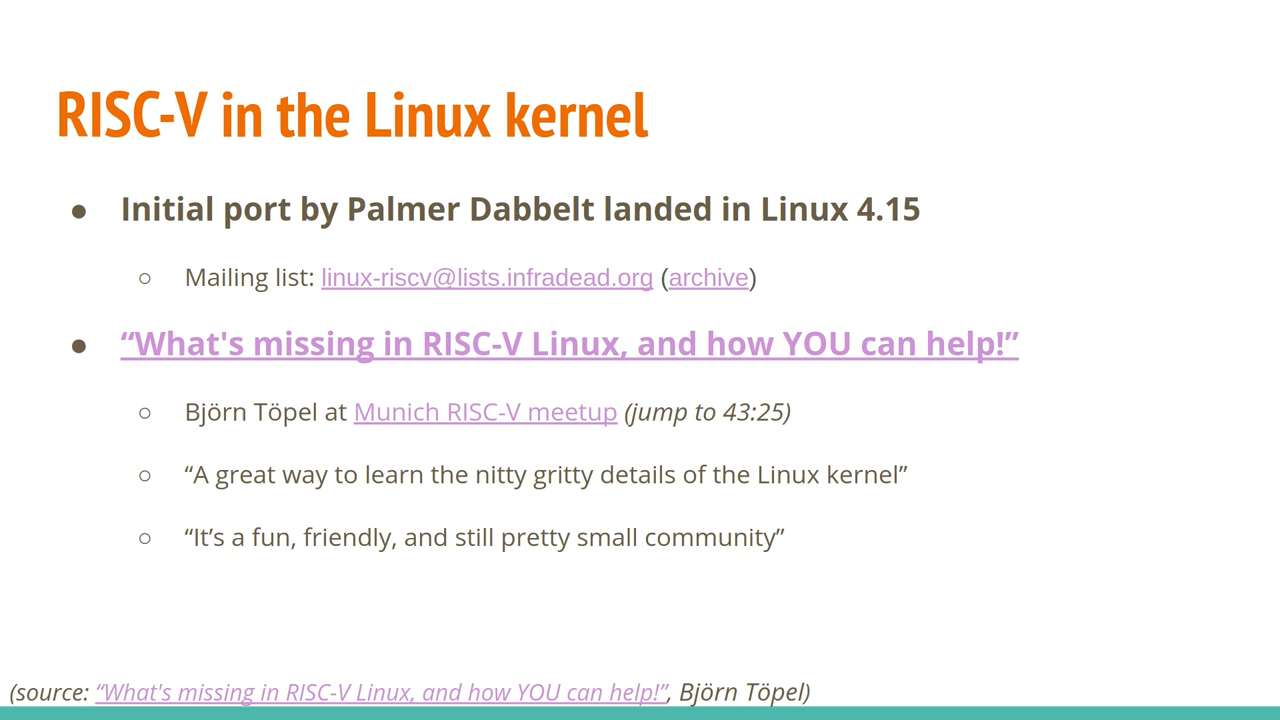 RISC-V in the Linux kernel
● Initial port by Palmer Dabbelt landed in Linux 4.15
○ Mailing list: linux-riscv@lists.infradead.org (archive)
● “What's missing in RISC-V Linux, and how YOU can help!”
○ Björn Töpel at Munich RISC-V meetup (jump to 43:25)
○ “A great way to learn the nitty gritty details of the Linux kernel”
○ “It’s a fun, friendly, and still pretty small community”
(source: “What's missing in RISC-V Linux, and how YOU can help!”, Björn Töpel)